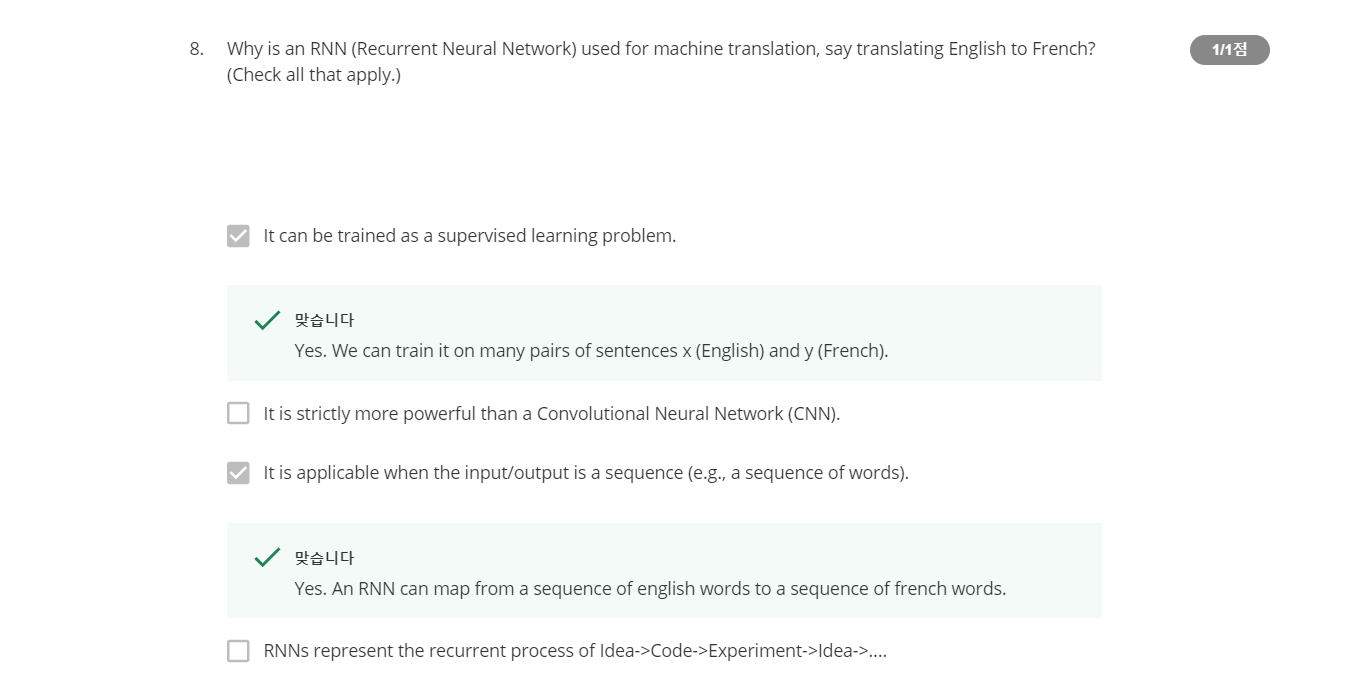 8. Why is an RNN (Recurrent Neural Network) used for machine translation, say translating English to French? 1/1점
(Check all that apply.)
It can be trained as a supervised learning problem.
맞습니다
Yes. We can train it on many pairs of sentences x (English) and y (French).
It is strictly more powerful than a Convolutional Neural Network (CNN).
It is applicable when the input/output is a sequence (e.g., a sequence of words).
맞습니다
Yes. An RNN can map from a sequence of english words to a sequence of french words.
RNNs represent the recurrent process of Idea->Code->Experiment->Idea->....